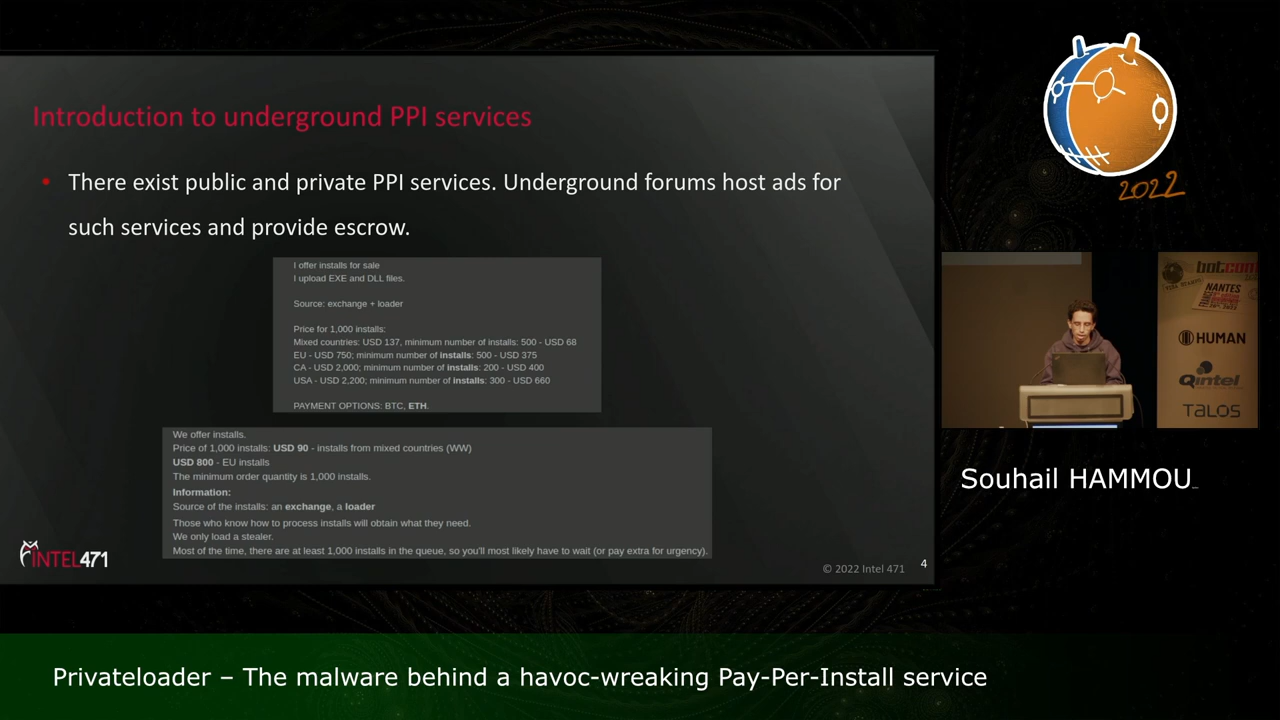 Introduction to underground PPI services
• There exist public and private PPI services. Underground forums host ads for
such services and provide escrow.
I offer installs for sale
I upload EXE and DLL files.
Source: exchange + loader
Price for 1,000 installs:
Mixed countries: USD 137, minimum number of installs: 500 - USD 68
EU - USD 750; minimum number of installs: 500 - USD 375
CA - USD 2,000; minimum number of installs: 200 - USD 400
USA - USD 2,200; minimum number of installs: 300 - USD 660
PAYMENT OPTIONS: BTC, ETH.
We offer installs.
Price of 1,000 installs: USD 90 - installs from mixed countries (WW)
USD 800 - EU installs
The minimum order quantity is 1,000 installs.
Information:
Source of the installs: an exchange, a loader
Those who know how to process installs will obtain what they need.
We only load a stealer.
Most of the time, there are at least 1,000 installs in the queue, so you'll most likely have to wait (or pay extra for urgency).
INTEL471
© 2022 Intel 471
4
2022
botcon
NANTES
HUMAN
Qintel
TALOS
Souhail HAMMOU_
Privateloader – The malware behind a havoc-wreaking Pay-Per-Install service